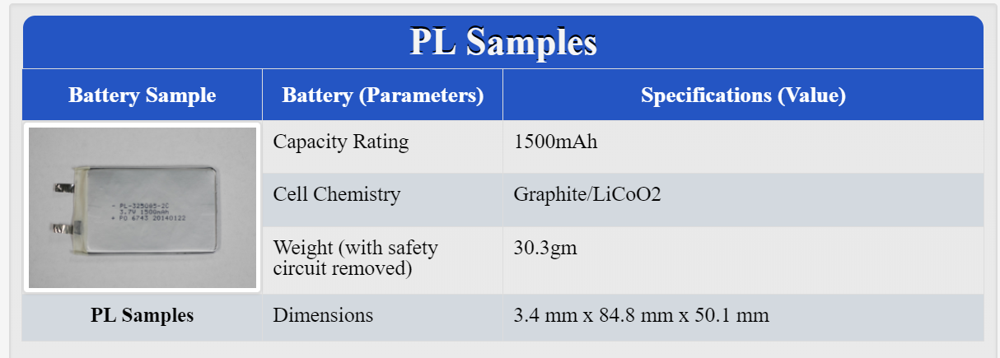 PL Samples
Battery Sample
Battery (Parameters)
Specifications (Value)
- PL-325085-2C
3.7V 1500mAh
+ PO 6743 20140122
Capacity Rating
1500mAh
Cell Chemistry
Graphite/LiCoO2
Weight (with safety
circuit removed)
30.3gm
PL Samples
Dimensions
3.4 mm x 84.8 mm x 50.1 mm